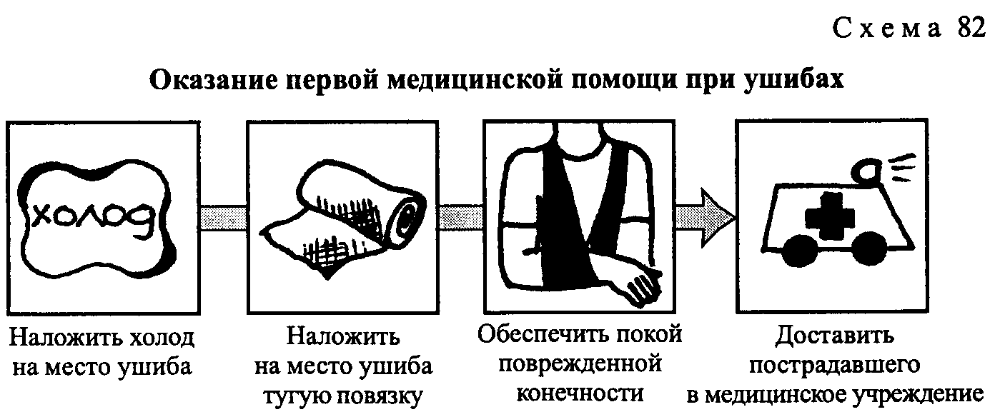 Схема 82
Оказание первой медицинской помощи при ушибах
холод
Наложить холод
на место ушиба
Наложить
на место ушиба
тугую повязку
Обеспечить покой
поврежденной
конечности
Доставить
пострадавшего
в медицинское учреждение